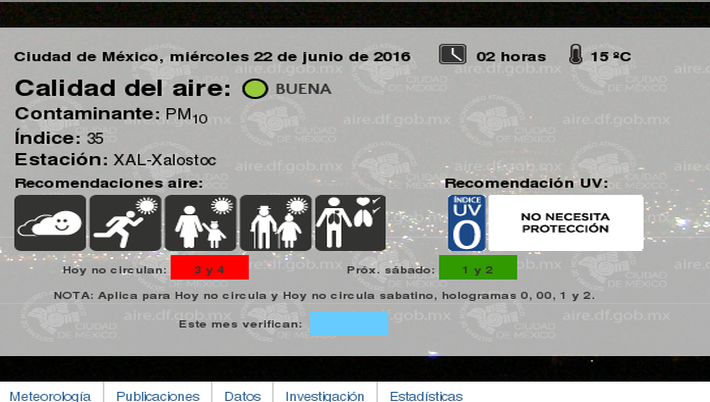 Ciudad de México, miércoles 22 de junio de 2016 02 horas 15 ºC
Calidad del aire: BUENA
Contaminante: PM10
Índice: 35
Estación: XAL-Xalostoc
Recomendaciones aire: Recomendación UV:
ÍNDICE
UV
0
NO NECESITA
PROTECCIÓN
Hoy no circulan: 3 y 4 Próx. sábado: 1 y 2
NOTA: Aplica para Hoy no circula y Hoy no circula sabatino, hologramas 0, 00, 1 y 2.
Este mes verifican:
aire.df.gob.mx
CIUDAD
DE MÉXICO
Meteorología Publicaciones Datos Investigación Estadísticas